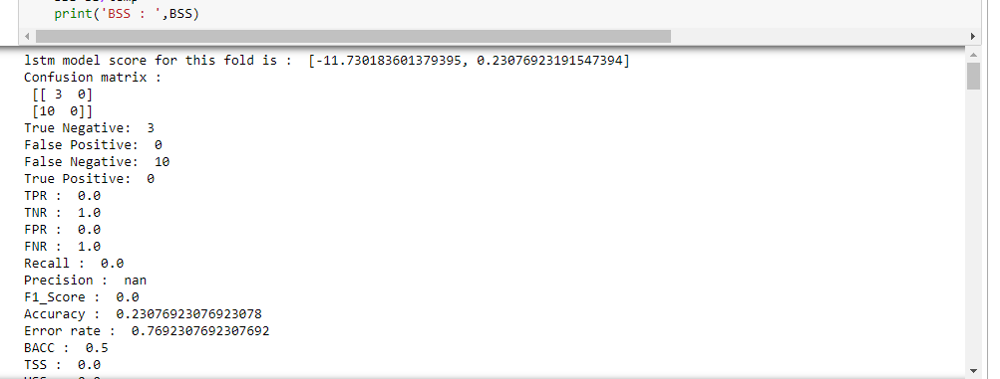 print('BSS : ',BSS)
lstm model score for this fold is :  [-11.730183601379395, 0.23076923191547394]
Confusion matrix :
 [[ 3  0]
 [10  0]]
True Negative:  3
False Positive:  0
False Negative:  10
True Positive:  0
TPR :  0.0
TNR :  1.0
FPR :  0.0
FNR :  1.0
Recall :  0.0
Precision :  nan
F1_Score :  0.0
Accuracy :  0.23076923076923078
Error rate :  0.7692307692307692
BACC :  0.5
TSS :  0.0